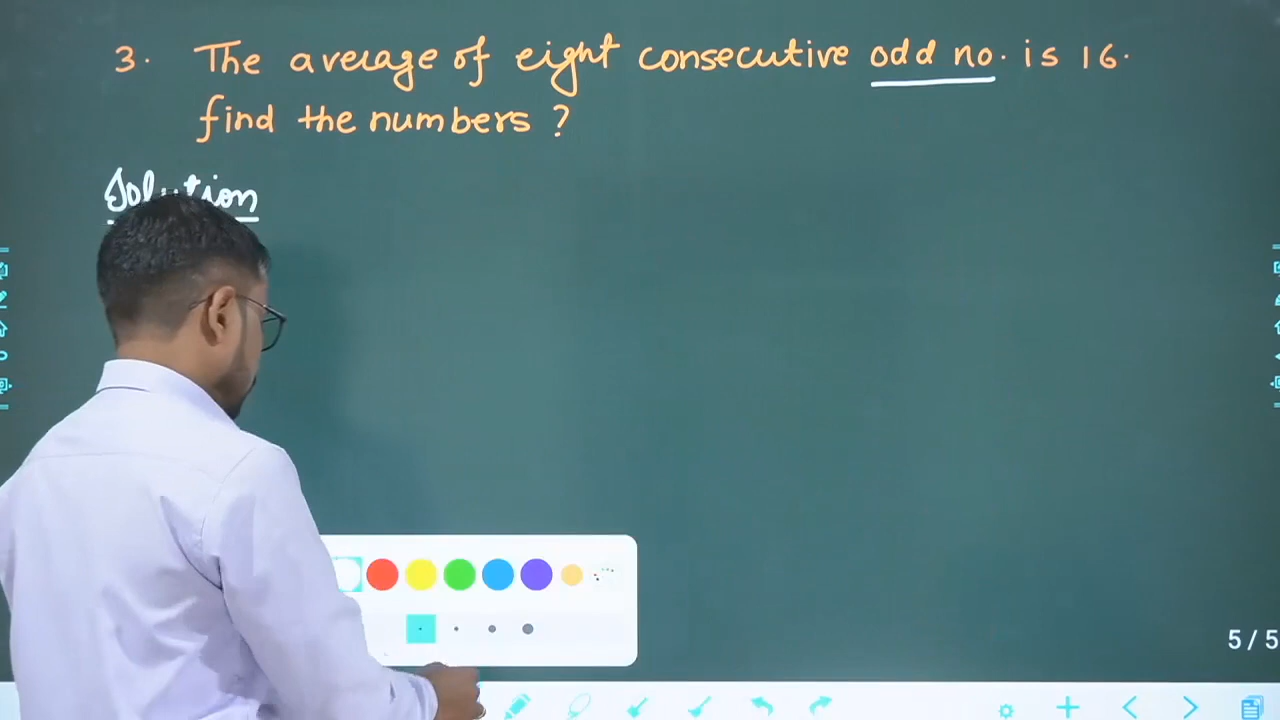 3. The average of eight consecutive odd no. is 16.
find the numbers ?
Solution
5 / 5